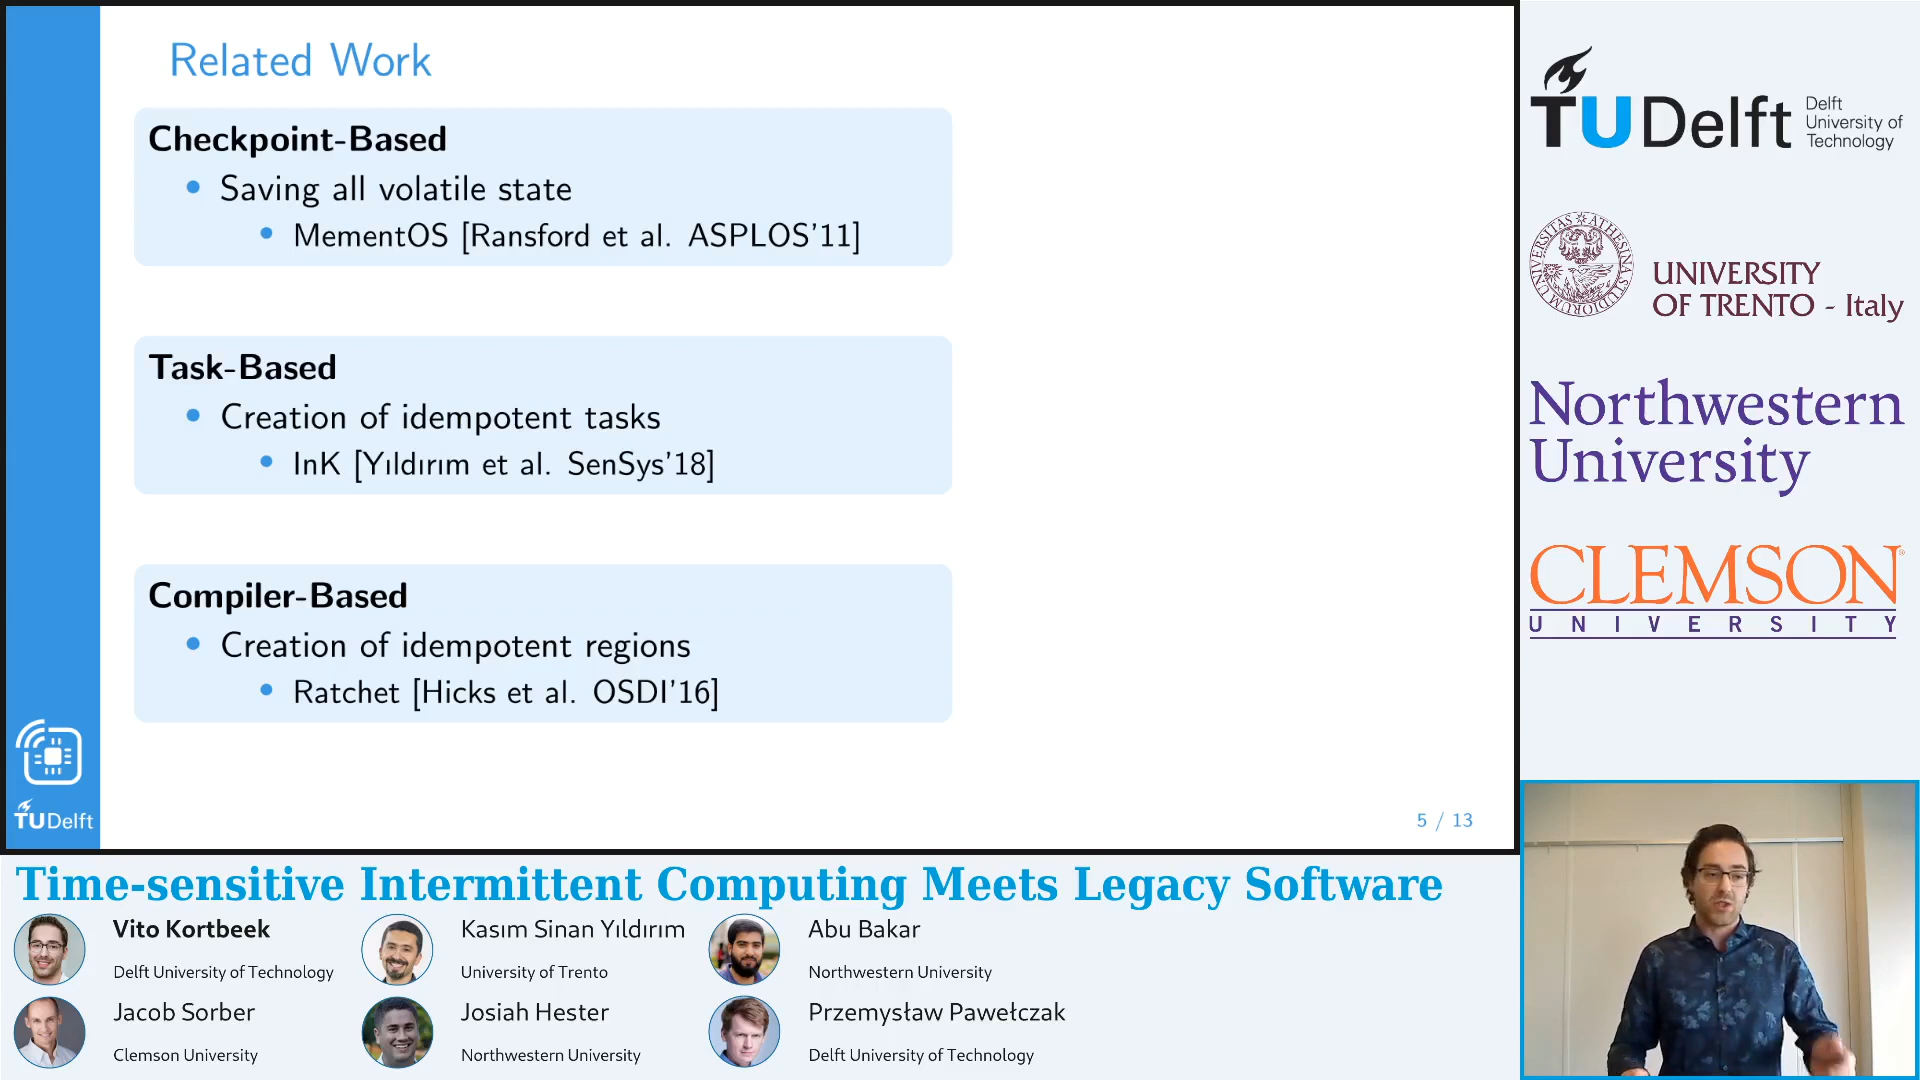 Related Work
Checkpoint-Based
Saving all volatile state
MementOS [Ransford et al. ASPLOS'11]
Task-Based
Creation of idempotent tasks
InK [Yıldırım et al. SenSys'18]
Compiler-Based
Creation of idempotent regions
Ratchet [Hicks et al. OSDI'16]
TUDelft
5 / 13
TUDelft
Delft
University of
Technology
UNIVERSITY
OF TRENTO - Italy
Northwestern
University
CLEMSON
UNIVERSITY
Time-sensitive Intermittent Computing Meets Legacy Software
Vito Kortbeek
Delft University of Technology
Kasım Sinan Yıldırım
University of Trento
Abu Bakar
Northwestern University
Jacob Sorber
Clemson University
Josiah Hester
Northwestern University
Przemysław Pawełczak
Delft University of Technology